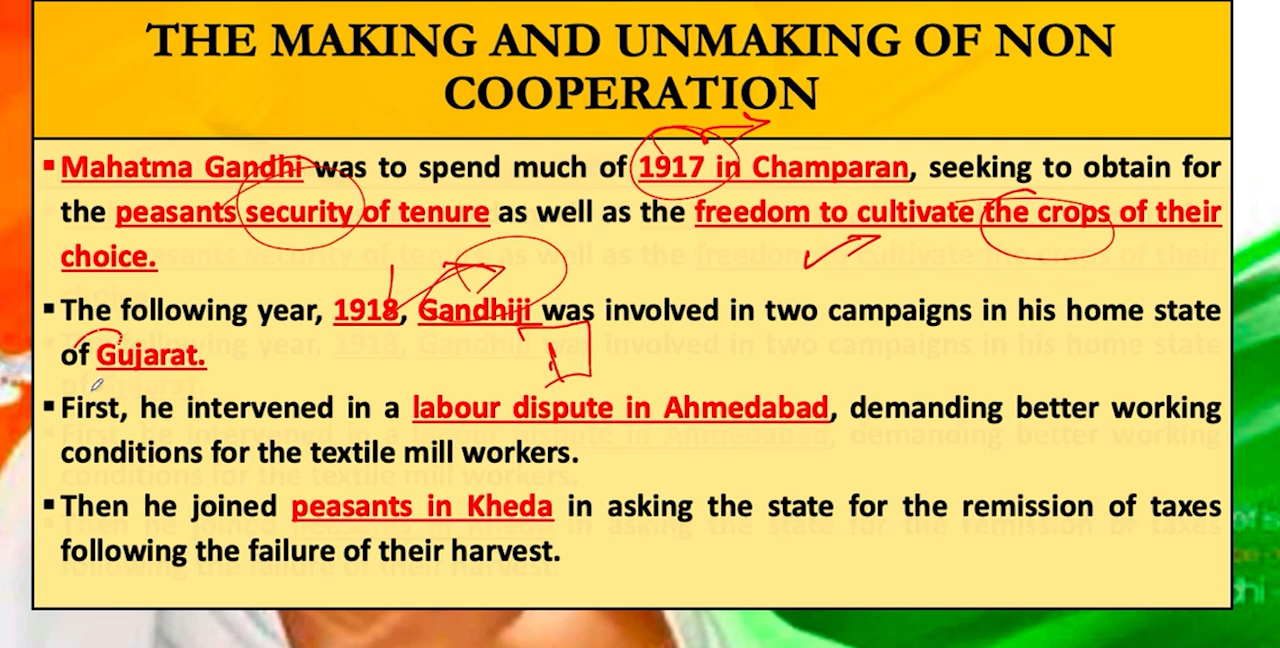 THE MAKING AND UNMAKING OF NON
COOPERATION
▪ Mahatma Gandhi was to spend much of 1917 in Champaran, seeking to obtain for
the peasants security of tenure as well as the freedom to cultivate the crops of their
choice.
▪ The following year, 1918, Gandhiji was involved in two campaigns in his home state
of Gujarat.
▪ First, he intervened in a labour dispute in Ahmedabad, demanding better working
conditions for the textile mill workers.
▪ Then he joined peasants in Kheda in asking the state for the remission of taxes
following the failure of their harvest.